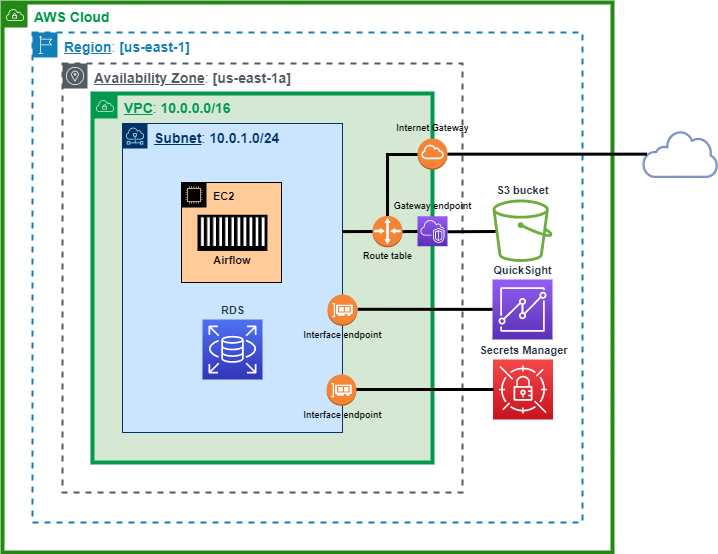 AWS Cloud
Region: [us-east-1]
Availability Zone: [us-east-1a]
VPC: 10.0.0.0/16
Subnet: 10.0.1.0/24
Internet Gateway
EC2
Airflow
Gateway endpoint
S3 bucket
Route table
QuickSight
RDS
Interface endpoint
Secrets Manager
Interface endpoint